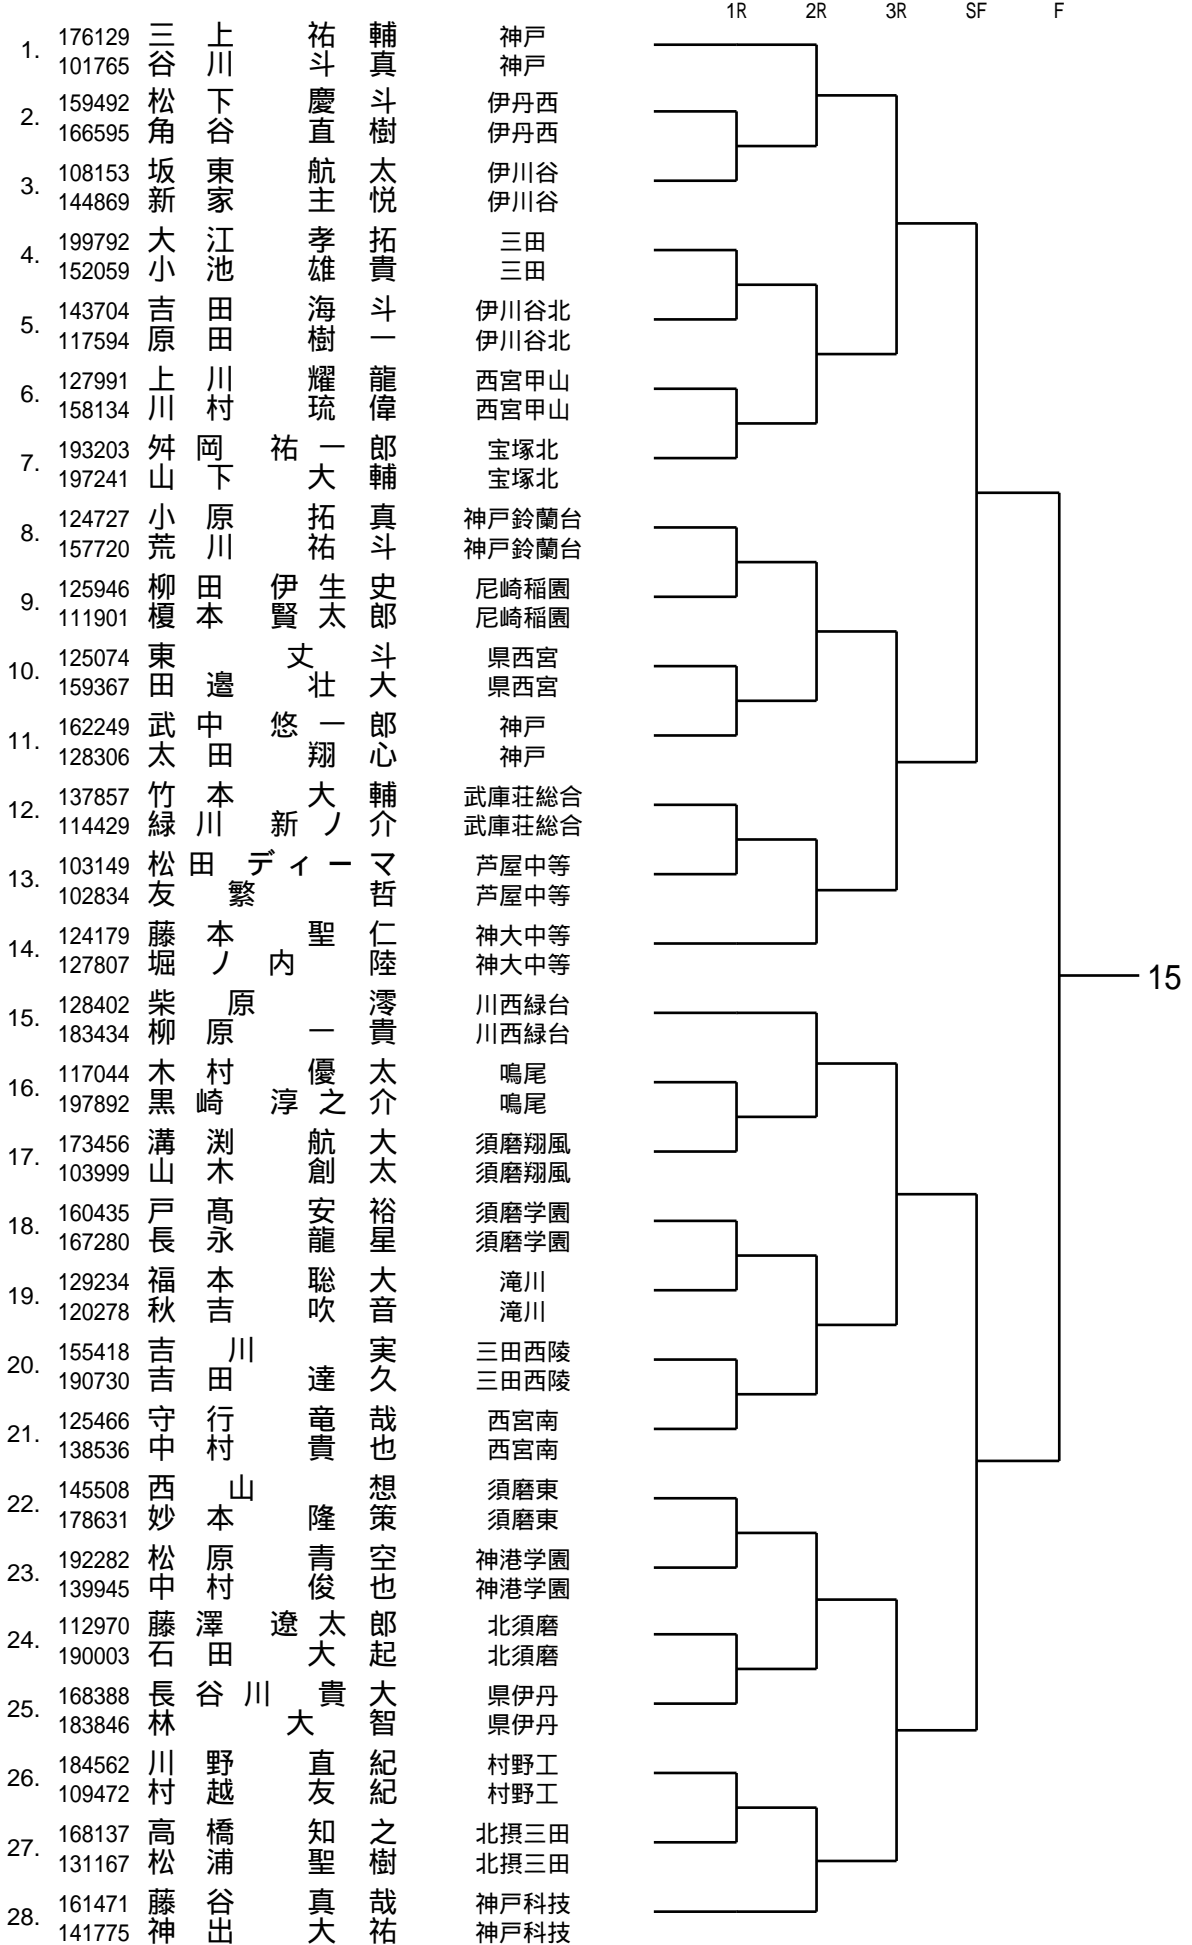 1R 2R 3R SF F
1. 176129 三上 祐輔 神戸
101765 谷川 斗真 神戸
2. 159492 松下 慶斗 伊丹西
166595 角谷 直樹 伊丹西
3. 108153 坂東 航太 伊川谷
144869 新家 主悦 伊川谷
4. 199792 大江 孝拓 三田
152059 小池 雄貴 三田
5. 143704 吉田 海斗 伊川谷北
117594 原田 樹一 伊川谷北
6. 127991 上川 耀龍 西宮甲山
158134 川村 琉偉 西宮甲山
7. 193203 舛岡 祐一郎 宝塚北
197241 山下 大輔 宝塚北
8. 124727 小原 拓真 神戸鈴蘭台
157720 荒川 祐斗 神戸鈴蘭台
9. 125946 柳田 伊生史 尼崎稲園
111901 榎本 賢太郎 尼崎稲園
10. 125074 東 丈斗 県西宮
159367 田邉 壮大 県西宮
11. 162249 武中 悠一郎 神戸
128306 太田 翔心 神戸
12. 137857 竹本 大輔 武庫荘総合
114429 緑川 新ノ介 武庫荘総合
13. 103149 松田 ディーマ 芦屋中等
102834 友繁 哲 芦屋中等
14. 124179 藤本 聖仁 神大中等
127807 堀ノ内 陸 神大中等
15
15. 128402 柴原 澪 川西緑台
183434 柳原 一貴 川西緑台
16. 117044 木村 優太 鳴尾
197892 黒崎 淳之介 鳴尾
17. 173456 溝渕 航大 須磨翔風
103999 山木 創太 須磨翔風
18. 160435 戸髙 安裕 須磨学園
167280 長永 龍星 須磨学園
19. 129234 福本 聡大 滝川
120278 秋吉 吹音 滝川
20. 155418 吉川 実 三田西陵
190730 吉田 達久 三田西陵
21. 125466 守行 竜哉 西宮南
138536 中村 貴也 西宮南
22. 145508 西山 想 須磨東
178631 妙本 隆策 須磨東
23. 192282 松原 青空 神港学園
139945 中村 俊也 神港学園
24. 112970 藤澤 遼太郎 北須磨
190003 石田 大起 北須磨
25. 168388 長谷川 貴大 県伊丹
183846 林 大智 県伊丹
26. 184562 川野 直紀 村野工
109472 村越 友紀 村野工
27. 168137 高橋 知之 北摂三田
131167 松浦 聖樹 北摂三田
28. 161471 藤谷 真哉 神戸科技
141775 神出 大祐 神戸科技